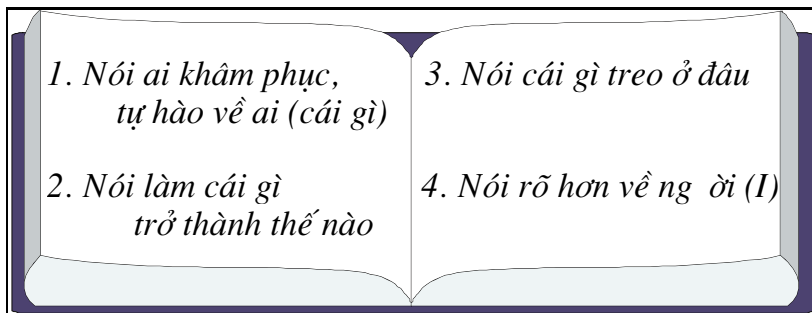 1. Nói ai khâm phục,
tự hào về ai (cái gì)
2. Nói làm cái gì
trở thành thế nào
3. Nói cái gì treo ở đâu
4. Nói rõ hơn về ng ời (I)